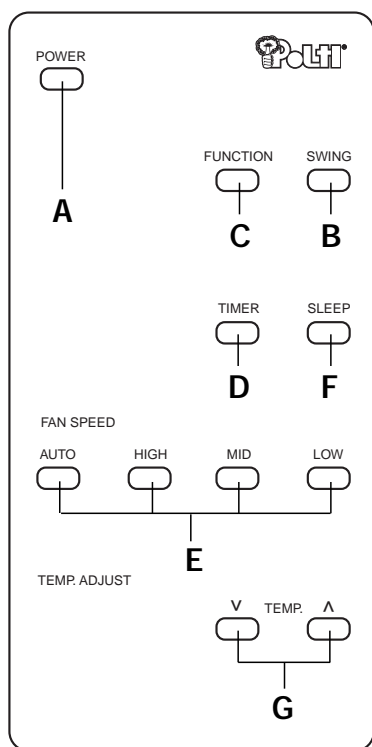 POWER
Polti
A
FUNCTION SWING
C B
TIMER SLEEP
D F
FAN SPEED
AUTO HIGH MID LOW
E
TEMP. ADJUST
V TEMP. Λ
G